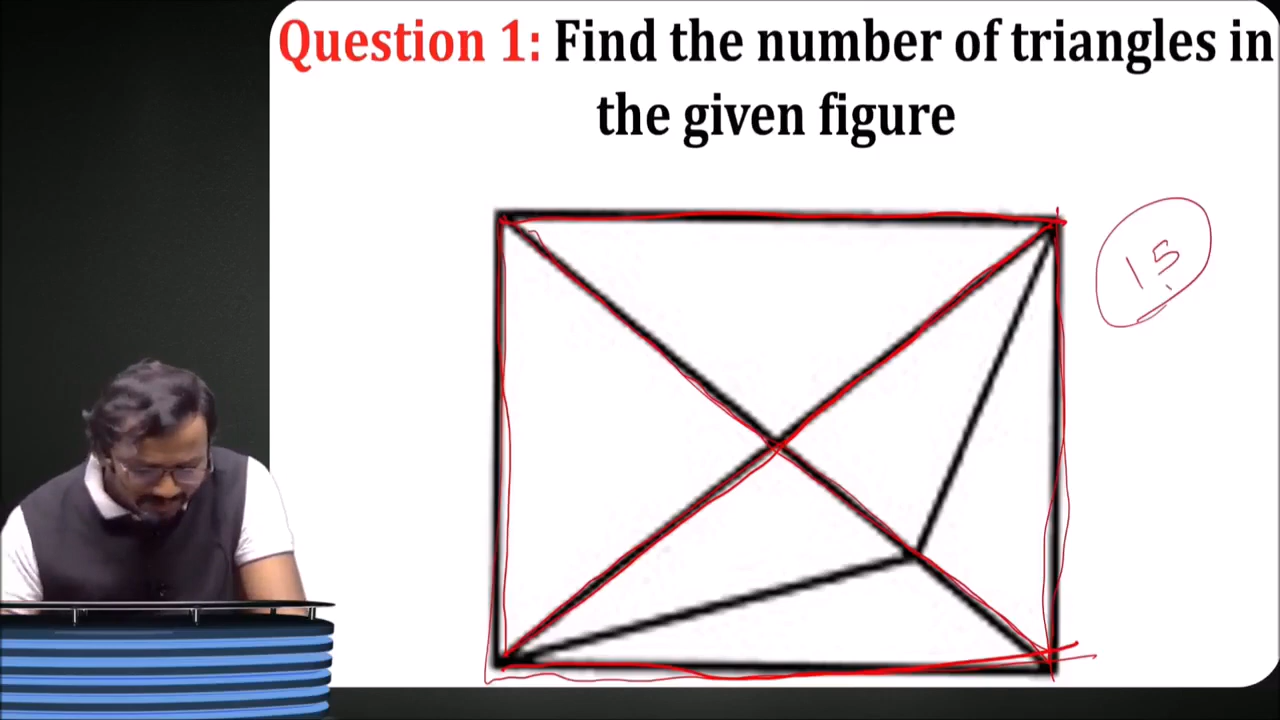 Question 1: Find the number of triangles in
the given figure
15